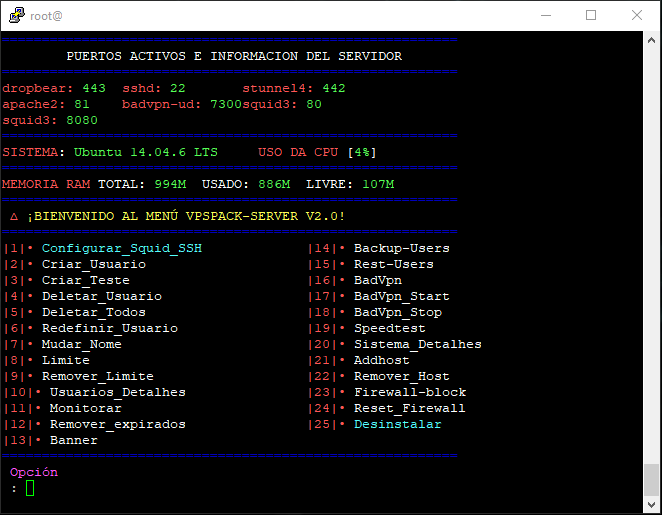 root@
PUERTOS ACTIVOS E INFORMACION DEL SERVIDOR
dropbear: 443 sshd: 22 stunnel4: 442
apache2: 81 badvpn-ud: 7300squid3: 80
squid3: 8080
SISTEMA: Ubuntu 14.04.6 LTS USO DA CPU [4%]
MEMORIA RAM TOTAL: 994M USADO: 886M LIVRE: 107M
△ ¡BIENVENIDO AL MENÚ VPSPACK-SERVER V2.0!
|1|• Configurar_Squid_SSH |14|• Backup-Users
|2|• Criar_Usuario |15|• Rest-Users
|3|• Criar_Teste |16|• BadVpn
|4|• Deletar_Usuario |17|• BadVpn_Start
|5|• Deletar_Todos |18|• BadVpn_Stop
|6|• Redefinir_Usuario |19|• Speedtest
|7|• Mudar_Nome |20|• Sistema_Detalhes
|8|• Limite |21|• Addhost
|9|• Remover_Limite |22|• Remover_Host
|10|• Usuarios_Detalhes |23|• Firewall-block
|11|• Monitorar |24|• Reset_Firewall
|12|• Remover_expirados |25|• Desinstalar
|13|• Banner
Opción
: